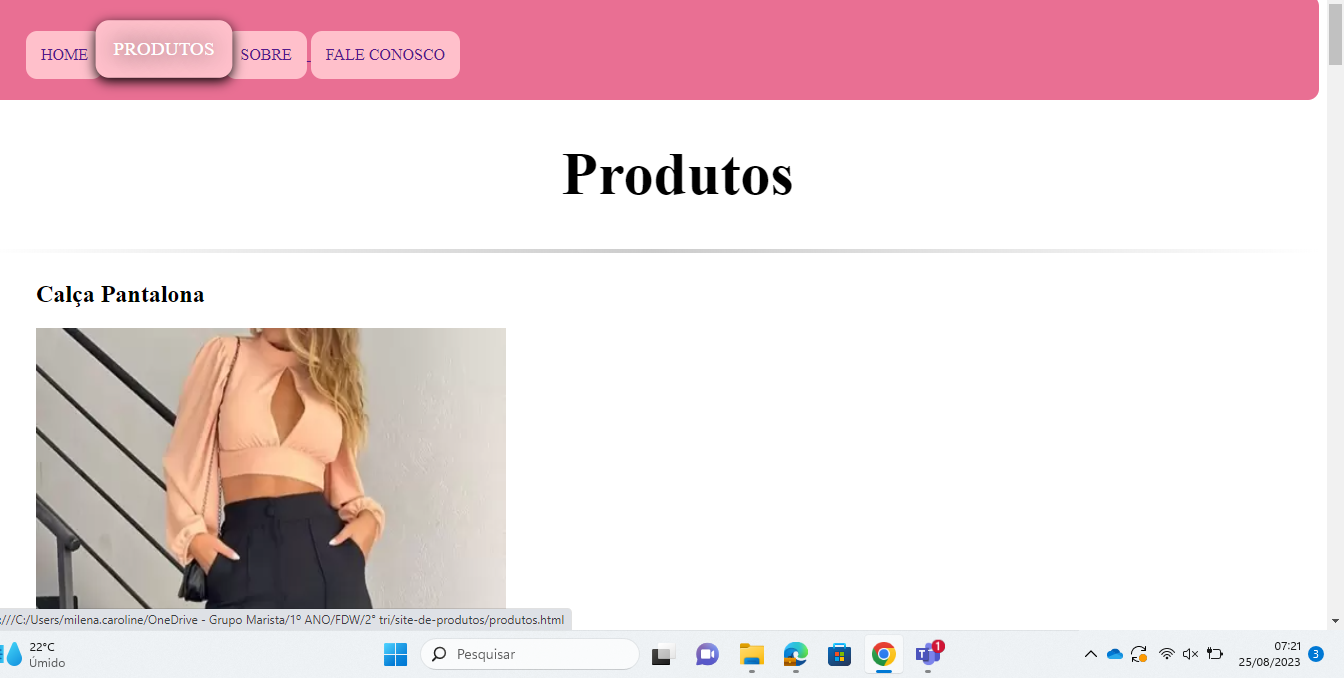 HOME PRODUTOS SOBRE FALE CONOSCO
Produtos
Calça Pantalona
:///C:/Users/milena.caroline/OneDrive - Grupo Marista/1º ANO/FDW/2° tri/site-de-produtos/produtos.html
22°C
Úmido
Pesquisar
1
07:21
25/08/2023
3